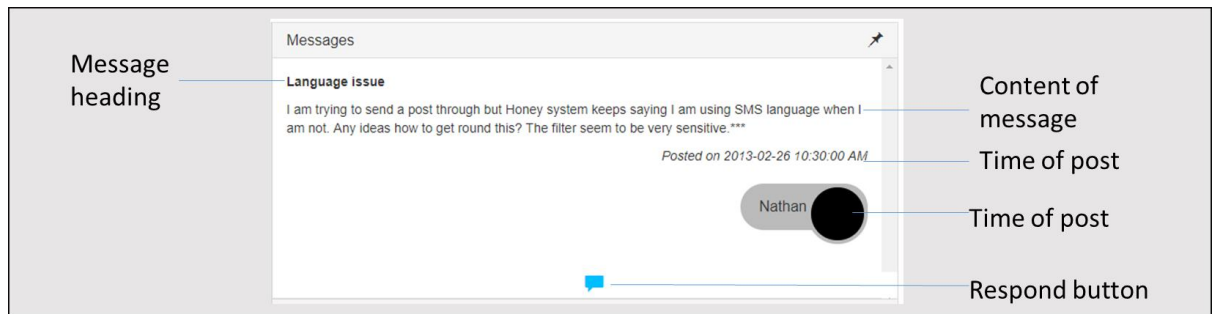 Messages
Message
heading
Language issue
I am trying to send a post through but Honey system keeps saying I am using SMS language when I
am not. Any ideas how to get round this? The filter seem to be very sensitive.***
Content of
message
Posted on 2013-02-26 10:30:00 AM
Time of post
Nathan
Time of post
Respond button